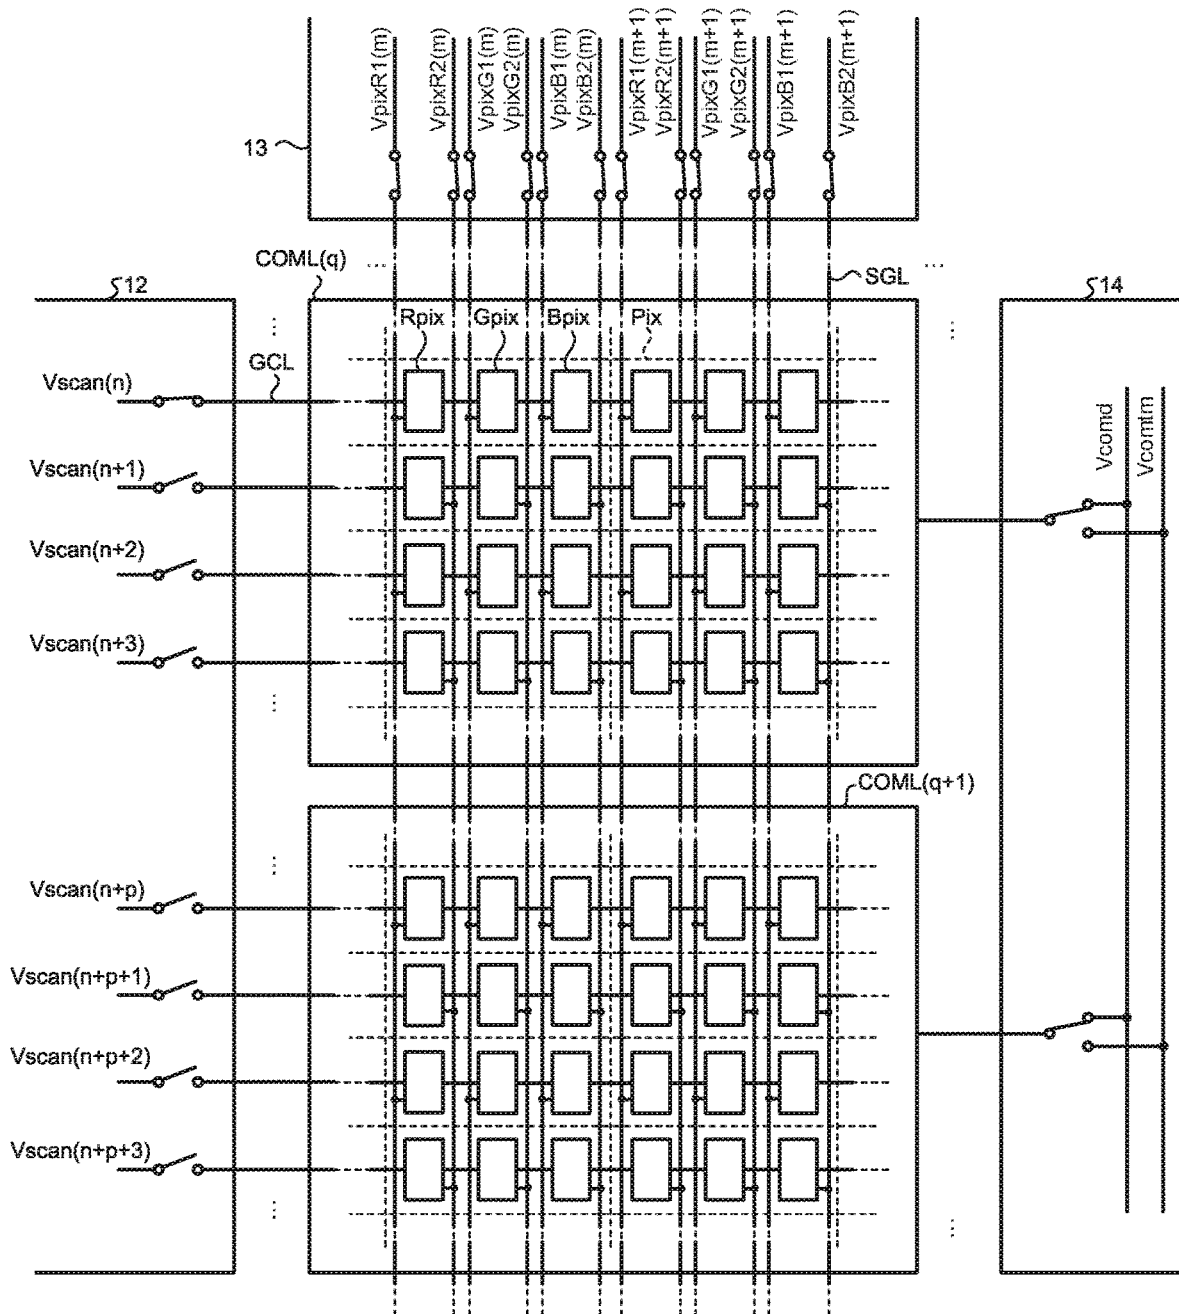 VpixR1(m)
VpixR2(m)
VpixG1(m)
VpixG2(m)
VpixB1(m)
VpixB2(m)
VpixR1(m+1)
VpixR2(m+1)
VpixG1(m+1)
VpixG2(m+1)
VpixB1(m+1)
VpixB2(m+1)
13
COML(q)
...
SGL
...
12
14
...
...
Rpix
Gpix
Bpix
Pix
GCL
Vscan(n)
Vcomd
Vcomtm
Vscan(n+1)
Vscan(n+2)
Vscan(n+3)
...
COML(q+1)
...
Vscan(n+p)
Vscan(n+p+1)
Vscan(n+p+2)
Vscan(n+p+3)
...
...